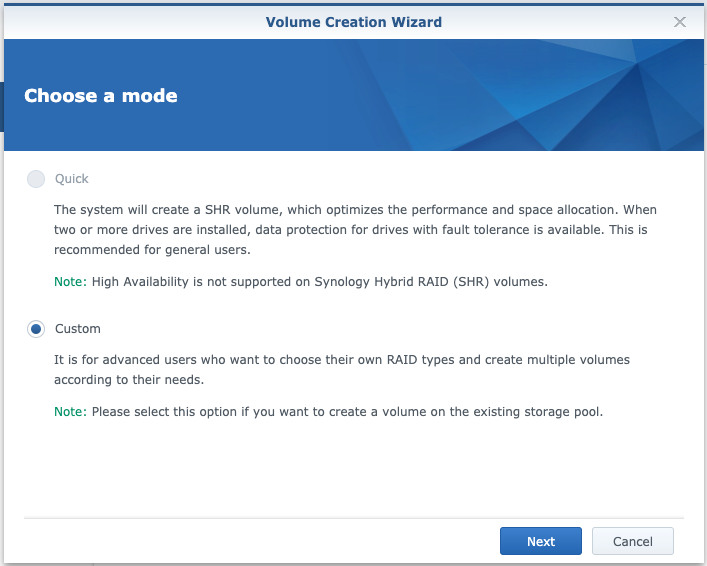 Volume Creation Wizard
Choose a mode
Quick
The system will create a SHR volume, which optimizes the performance and space allocation. When
two or more drives are installed, data protection for drives with fault tolerance is available. This is
recommended for general users.
Note: High Availability is not supported on Synology Hybrid RAID (SHR) volumes.
Custom
It is for advanced users who want to choose their own RAID types and create multiple volumes
according to their needs.
Note: Please select this option if you want to create a volume on the existing storage pool.
Next Cancel